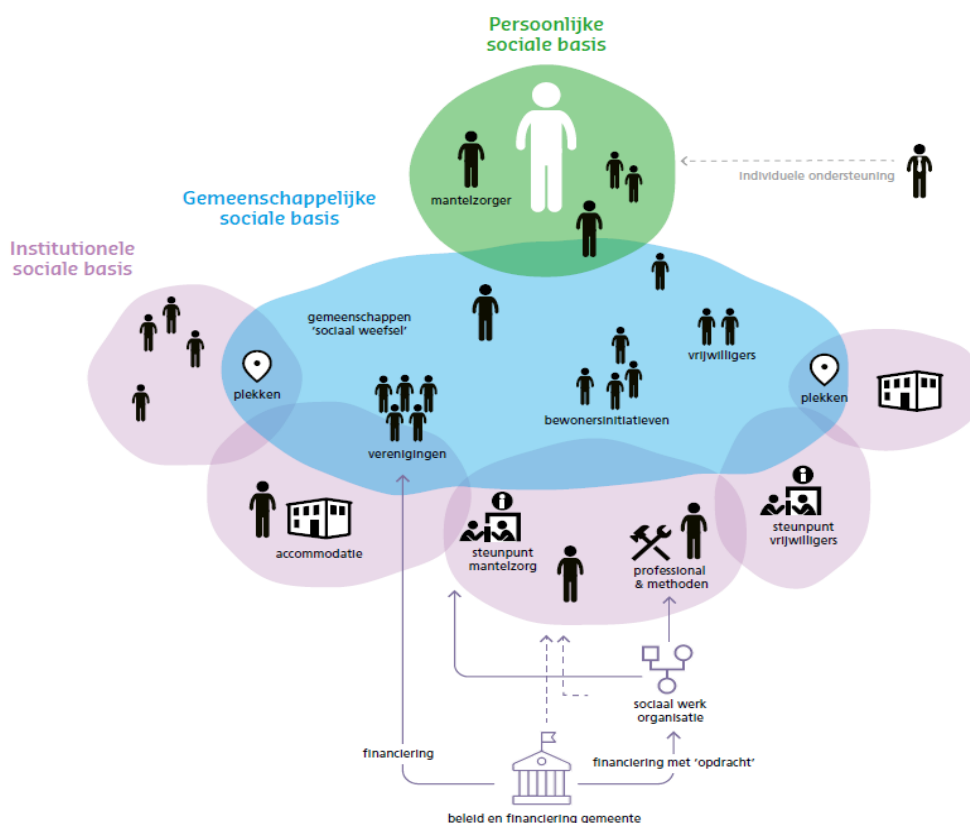 Persoonlijke
sociale basis
mantelzorger
individuele ondersteuning
Gemeenschappelijke
sociale basis
Institutionele
sociale basis
gemeenschappen
'sociaal weefsel'
vrijwilligers
plekken
plekken
bewonersinitiatieven
verenigingen
accommodatie
steunpunt
mantelzorg
professional
& methoden
steunpunt
vrijwilligers
sociaal werk
organisatie
financiering
financiering met 'opdracht'
beleid en financiering gemeente